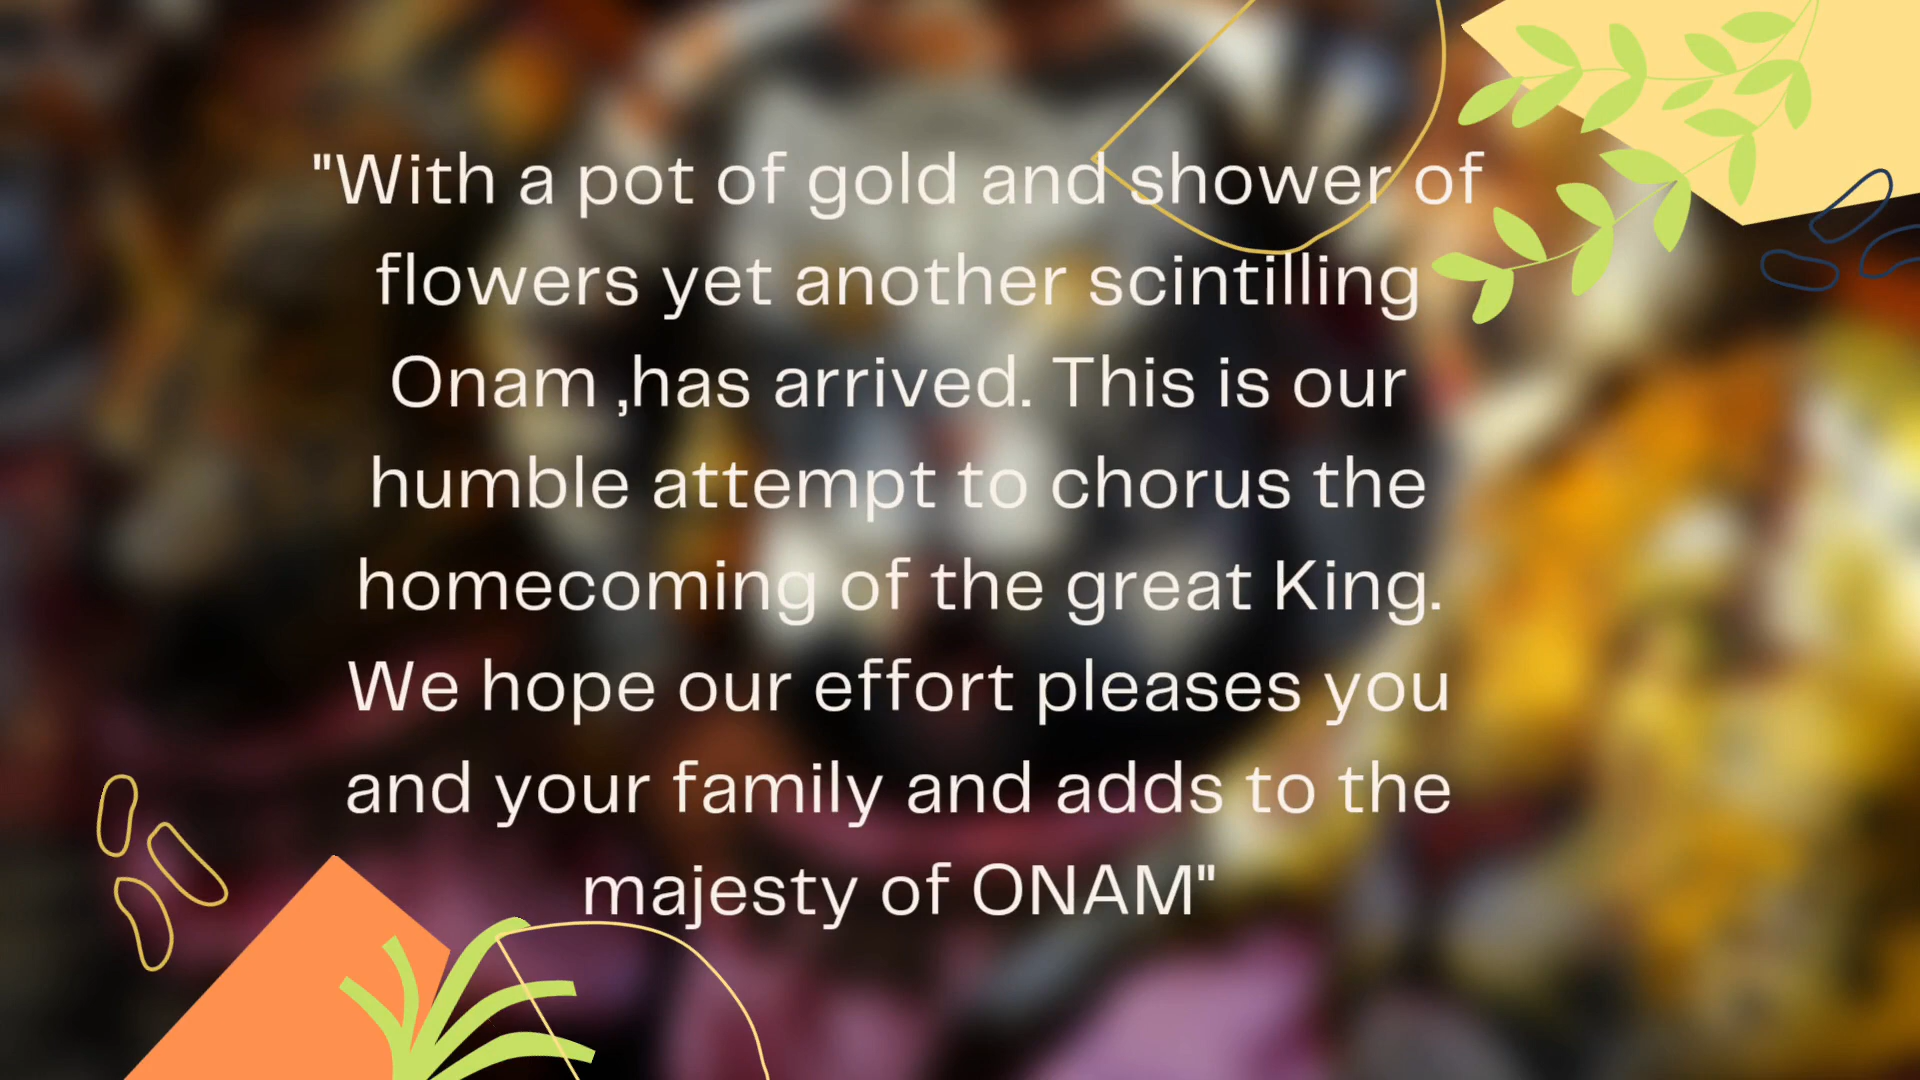 "With a pot of gold and shower of
flowers yet another scintilling
Onam ,has arrived. This is our
humble attempt to chorus the
homecoming of the great King.
We hope our effort pleases you
and your family and adds to the
majesty of ONAM"